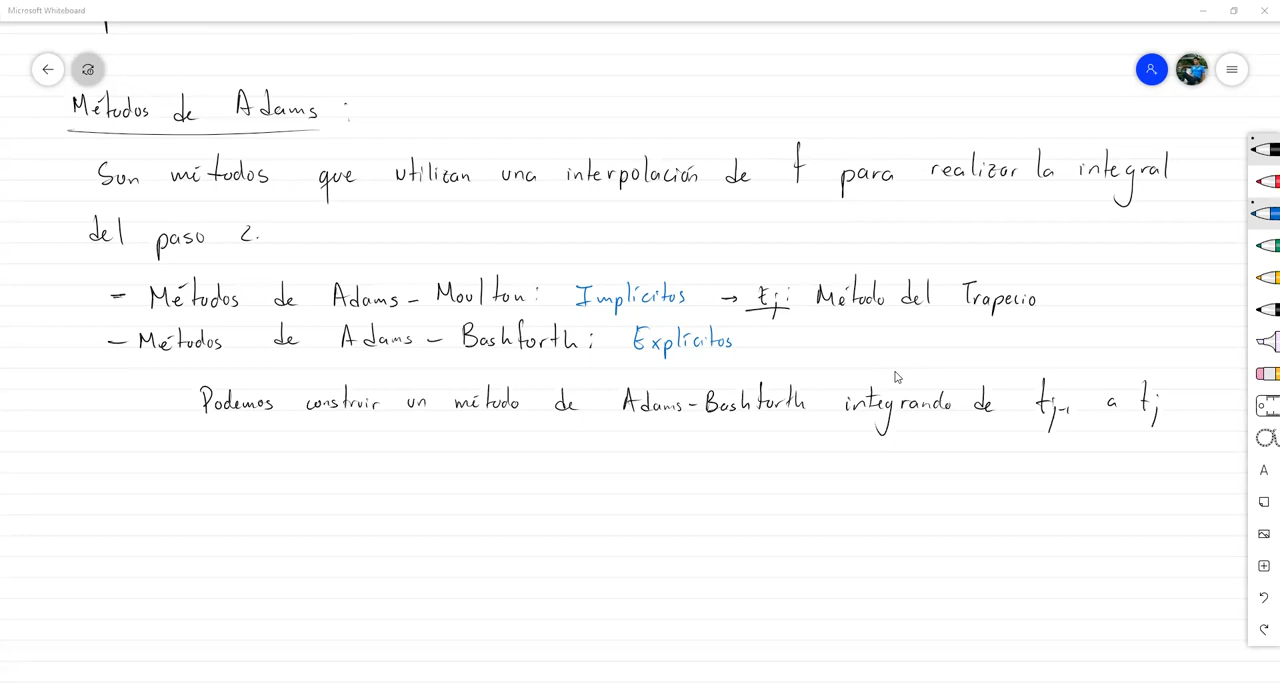 Microsoft Whiteboard
Métodos de Adams :
Son métodos que utilizan una interpolación de f para realizar la integral
del paso 2.
- Métodos de Adams - Moulton: Implícitos → Ej: Método del Trapecio
- Métodos de Adams - Bashforth: Explícitos
Podemos construir un método de Adams-Bashforth integrando de t_{j-1} a t_j
A